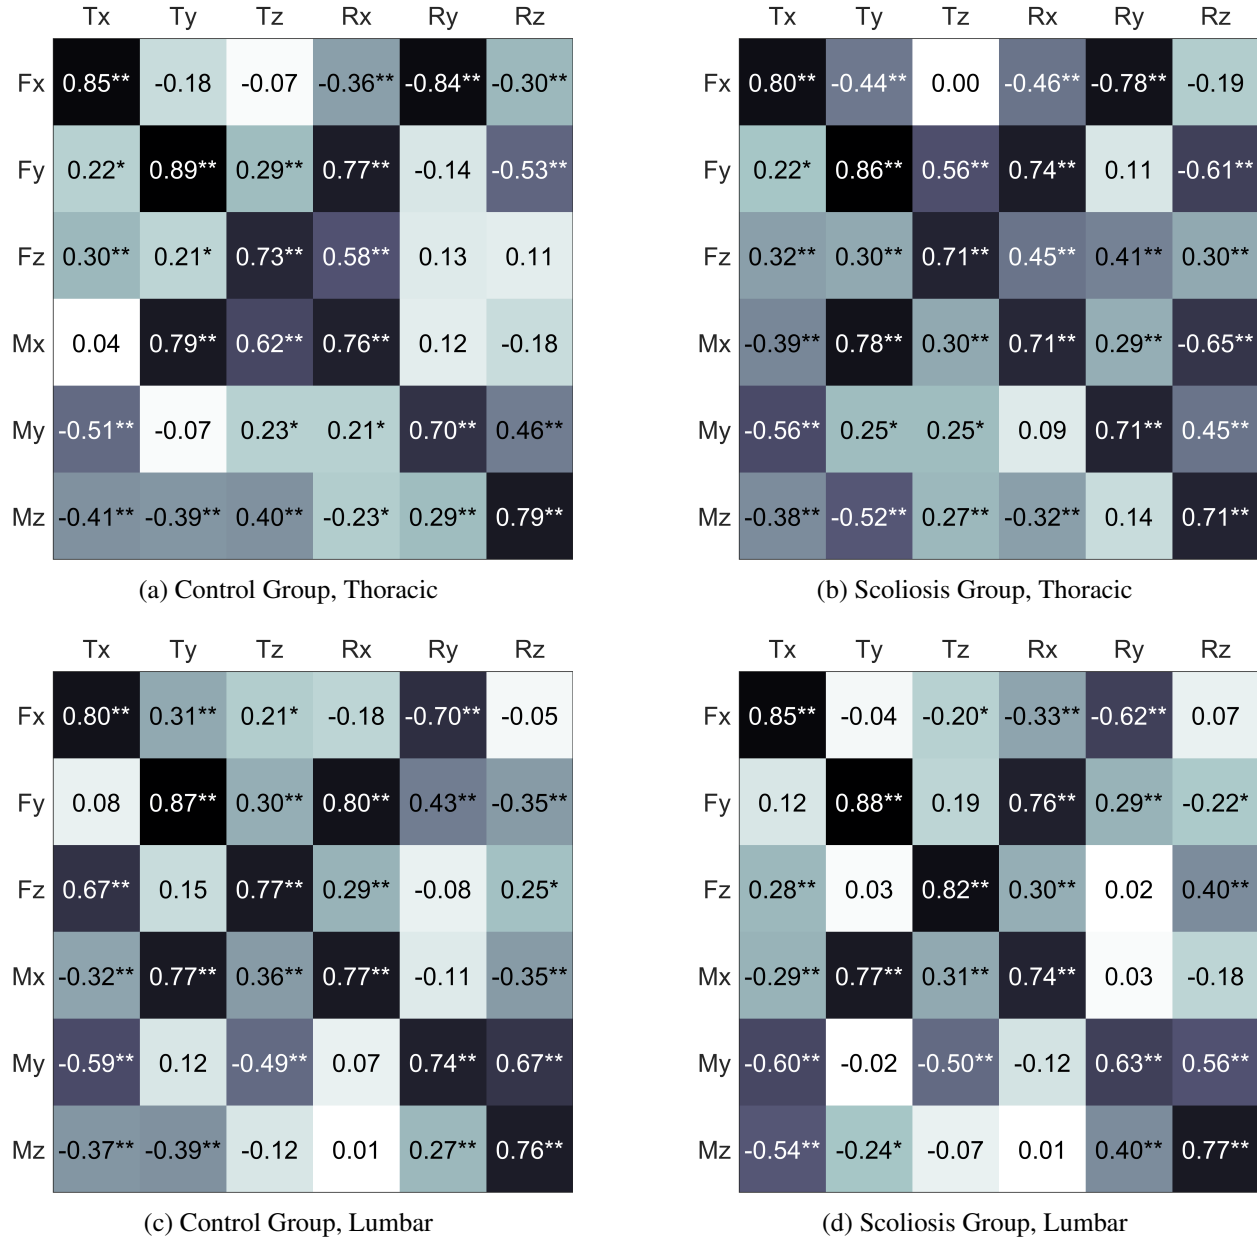 Tx Ty Tz Rx Ry Rz
Fx 0.85** -0.18 -0.07 -0.36** -0.84** -0.30**
Fy 0.22* 0.89** 0.29** 0.77** -0.14 -0.53**
Fz 0.30** 0.21* 0.73** 0.58** 0.13 0.11
Mx 0.04 0.79** 0.62** 0.76** 0.12 -0.18
My -0.51** -0.07 0.23* 0.21* 0.70** 0.46**
Mz -0.41** -0.39** 0.40** -0.23* 0.29** 0.79**
(a) Control Group, Thoracic
Tx Ty Tz Rx Ry Rz
Fx 0.80** -0.44** 0.00 -0.46** -0.78** -0.19
Fy 0.22* 0.86** 0.56** 0.74** 0.11 -0.61**
Fz 0.32** 0.30** 0.71** 0.45** 0.41** 0.30**
Mx -0.39** 0.78** 0.30** 0.71** 0.29** -0.65**
My -0.56** 0.25* 0.25* 0.09 0.71** 0.45**
Mz -0.38** -0.52** 0.27** -0.32** 0.14 0.71**
(b) Scoliosis Group, Thoracic
Tx Ty Tz Rx Ry Rz
Fx 0.80** 0.31** 0.21* -0.18 -0.70** -0.05
Fy 0.08 0.87** 0.30** 0.80** 0.43** -0.35**
Fz 0.67** 0.15 0.77** 0.29** -0.08 0.25*
Mx -0.32** 0.77** 0.36** 0.77** -0.11 -0.35**
My -0.59** 0.12 -0.49** 0.07 0.74** 0.67**
Mz -0.37** -0.39** -0.12 0.01 0.27** 0.76**
(c) Control Group, Lumbar
Tx Ty Tz Rx Ry Rz
Fx 0.85** -0.04 -0.20* -0.33** -0.62** 0.07
Fy 0.12 0.88** 0.19 0.76** 0.29** -0.22*
Fz 0.28** 0.03 0.82** 0.30** 0.02 0.40**
Mx -0.29** 0.77** 0.31** 0.74** 0.03 -0.18
My -0.60** -0.02 -0.50** -0.12 0.63** 0.56**
Mz -0.54** -0.24* -0.07 0.01 0.40** 0.77**
(d) Scoliosis Group, Lumbar